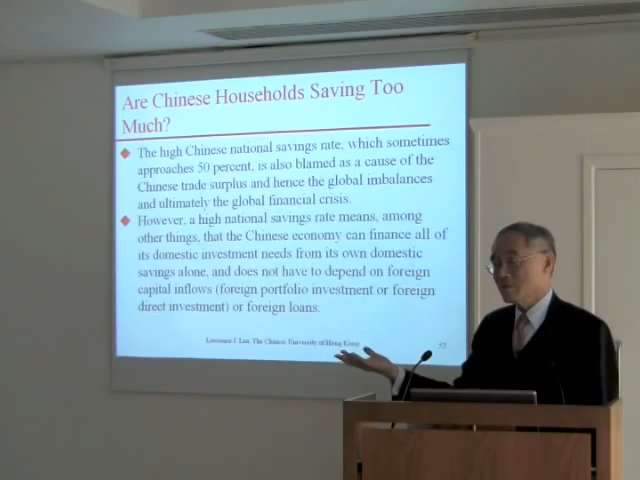 Are Chinese Households Saving Too
Much?
The high Chinese national savings rate, which sometimes
approaches 50 percent, is also blamed as a cause of the
Chinese trade surplus and hence the global imbalances
and ultimately the global financial crisis.
However, a high national savings rate means, among
other things, that the Chinese economy can finance all of
its domestic investment needs from its own domestic
savings alone, and does not have to depend on foreign
capital inflows (foreign portfolio investment or foreign
direct investment) or foreign loans.
Lawrence J. Lau, The Chinese University of Hong Kong
52